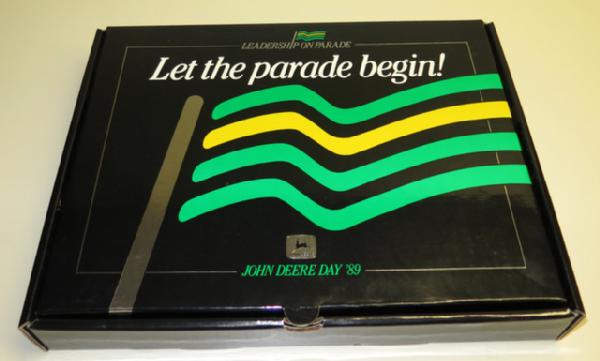 LEADERSHIP ON PARADE
Let the parade begin!
JOHN DEERE DAY '89